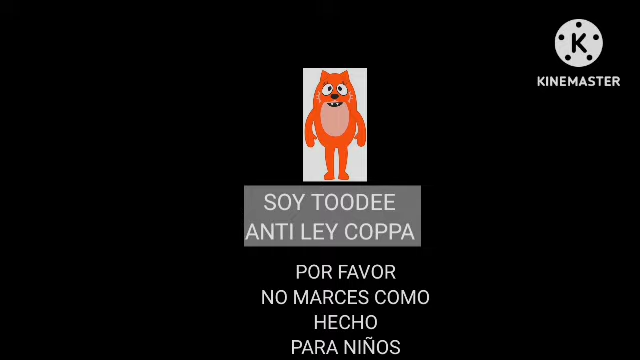 KINEMASTER
SOY TOODEE
ANTI LEY COPPA
POR FAVOR
NO MARCES COMO
HECHO
PARA NIÑOS